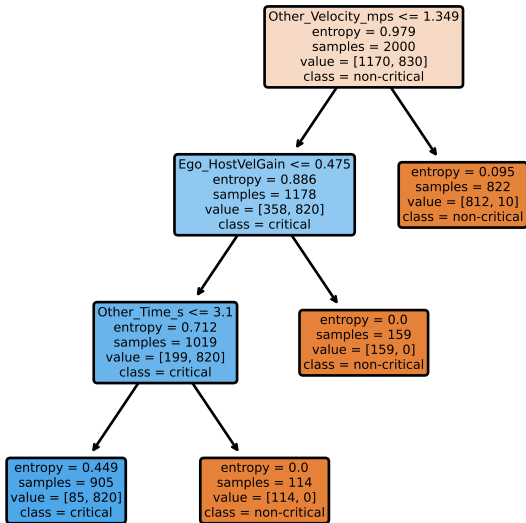 Other_Velocity_mps <= 1.349
entropy = 0.979
samples = 2000
value = [1170, 830]
class = non-critical
Ego_HostVelGain <= 0.475
entropy = 0.886
samples = 1178
value = [358, 820]
class = critical
entropy = 0.095
samples = 822
value = [812, 10]
class = non-critical
Other_Time_s <= 3.1
entropy = 0.712
samples = 1019
value = [199, 820]
class = critical
entropy = 0.0
samples = 159
value = [159, 0]
class = non-critical
entropy = 0.449
samples = 905
value = [85, 820]
class = critical
entropy = 0.0
samples = 114
value = [114, 0]
class = non-critical